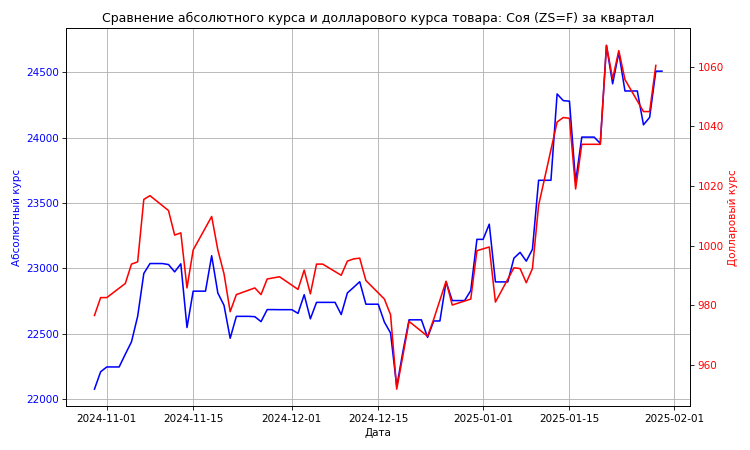 Сравнение абсолютного курса и долларового курса товара: Соя (ZS=F) за квартал
24500
24000
23500
23000
22500
22000
Абсолютный курс
1060
1040
1020
1000
980
960
Долларовый курс
2024-11-01 2024-11-15 2024-12-01 2024-12-15 2025-01-01 2025-01-15 2025-02-01
Дата